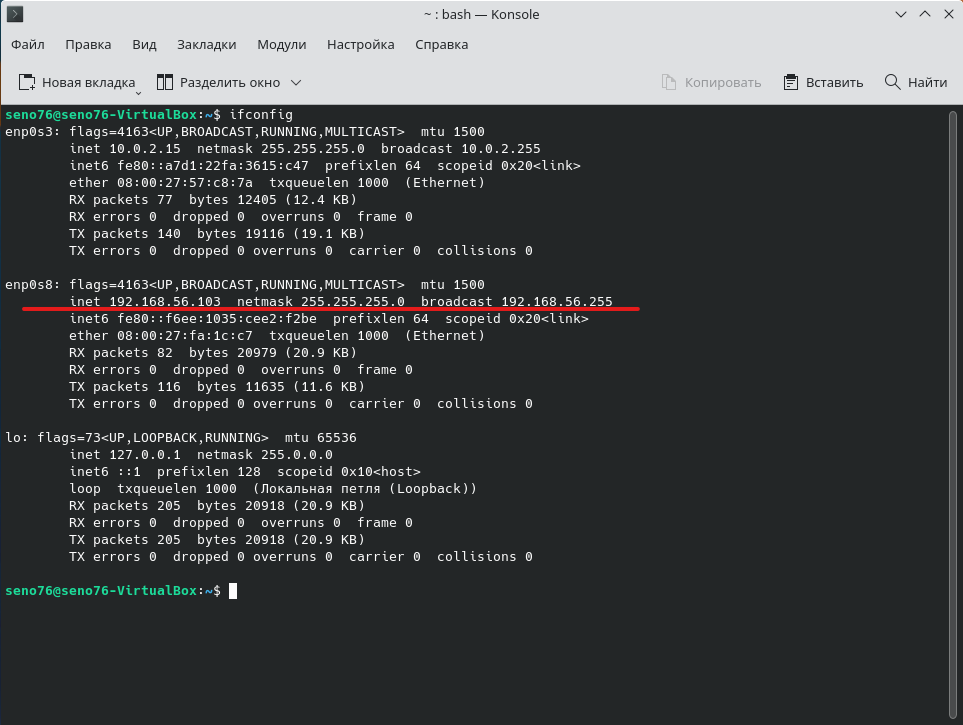 ~ : bash — Konsole
Файл Правка Вид Закладки Модули Настройка Справка
Новая вкладка Разделить окно Копировать Вставить Найти
seno76@seno76-VirtualBox:~$ ifconfig
enp0s3: flags=4163<UP,BROADCAST,RUNNING,MULTICAST>  mtu 1500
        inet 10.0.2.15  netmask 255.255.255.0  broadcast 10.0.2.255
        inet6 fe80::a7d1:22fa:3615:c47  prefixlen 64  scopeid 0x20<link>
        ether 08:00:27:57:c8:7a  txqueuelen 1000  (Ethernet)
        RX packets 77  bytes 12405 (12.4 KB)
        RX errors 0  dropped 0  overruns 0  frame 0
        TX packets 140  bytes 19116 (19.1 KB)
        TX errors 0  dropped 0 overruns 0  carrier 0  collisions 0

enp0s8: flags=4163<UP,BROADCAST,RUNNING,MULTICAST>  mtu 1500
        inet 192.168.56.103  netmask 255.255.255.0  broadcast 192.168.56.255
        inet6 fe80::f6ee:1035:cee2:f2be  prefixlen 64  scopeid 0x20<link>
        ether 08:00:27:fa:1c:c7  txqueuelen 1000  (Ethernet)
        RX packets 82  bytes 20979 (20.9 KB)
        RX errors 0  dropped 0  overruns 0  frame 0
        TX packets 116  bytes 11635 (11.6 KB)
        TX errors 0  dropped 0 overruns 0  carrier 0  collisions 0

lo: flags=73<UP,LOOPBACK,RUNNING>  mtu 65536
        inet 127.0.0.1  netmask 255.0.0.0
        inet6 ::1  prefixlen 128  scopeid 0x10<host>
        loop  txqueuelen 1000  (Локальная петля (Loopback))
        RX packets 205  bytes 20918 (20.9 KB)
        RX errors 0  dropped 0  overruns 0  frame 0
        TX packets 205  bytes 20918 (20.9 KB)
        TX errors 0  dropped 0 overruns 0  carrier 0  collisions 0

seno76@seno76-VirtualBox:~$